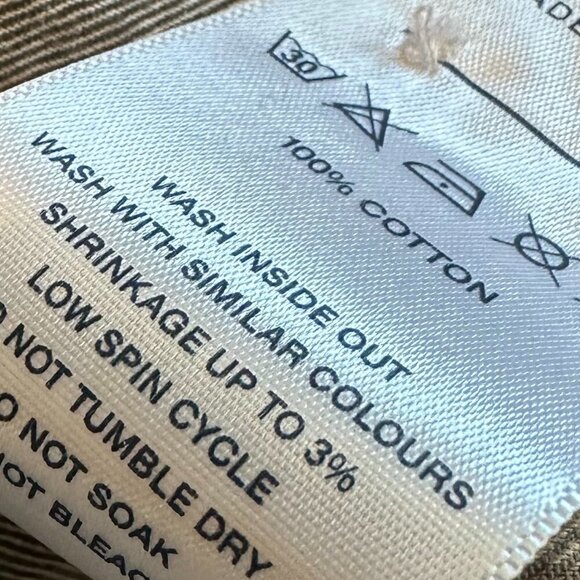 30
100% COTTON
WASH INSIDE OUT
WASH WITH SIMILAR COLOURS
SHRINKAGE UP TO 3%
LOW SPIN CYCLE
NOT TUMBLE DRY
NOT SOAK
NOT